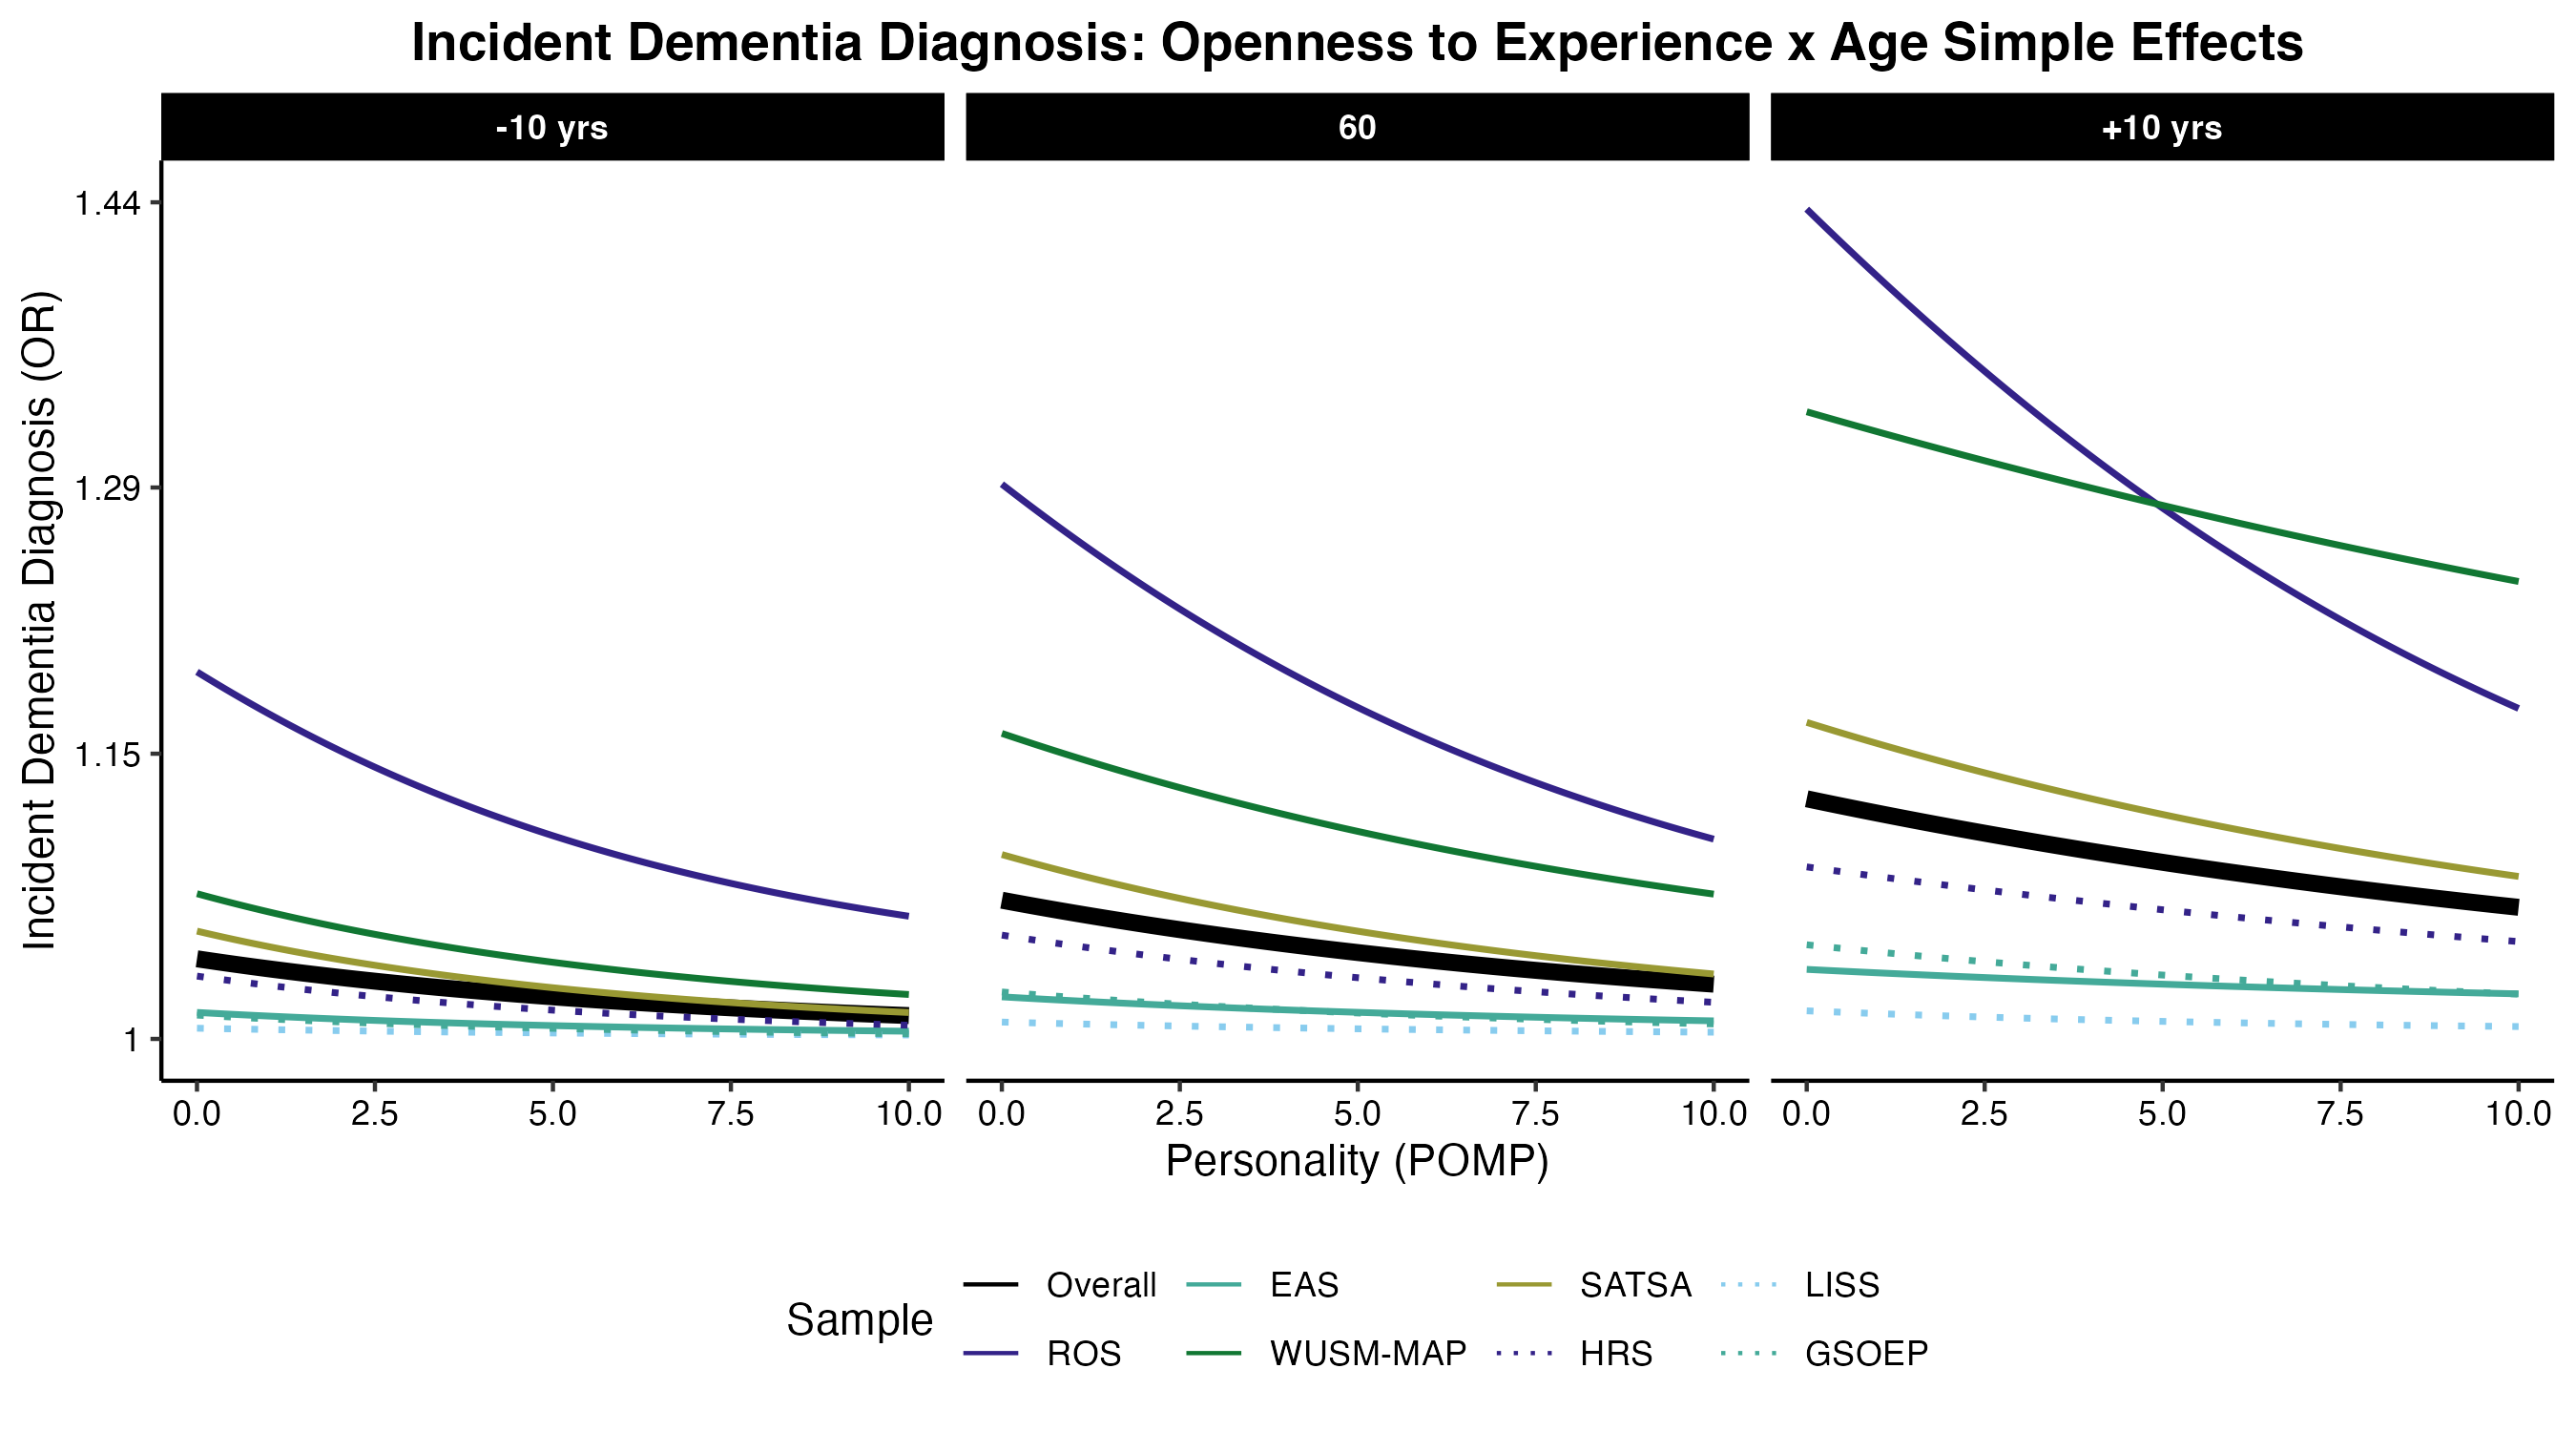 Incident Dementia Diagnosis: Openness to Experience x Age Simple Effects
-10 yrs 60 +10 yrs
Incident Dementia Diagnosis (OR)
1.44
1.29
1.15
1
0.0 2.5 5.0 7.5 10.0 0.0 2.5 5.0 7.5 10.0 0.0 2.5 5.0 7.5 10.0
Personality (POMP)
Sample
Overall EAS SATSA LISS
ROS WUSM-MAP HRS GSOEP